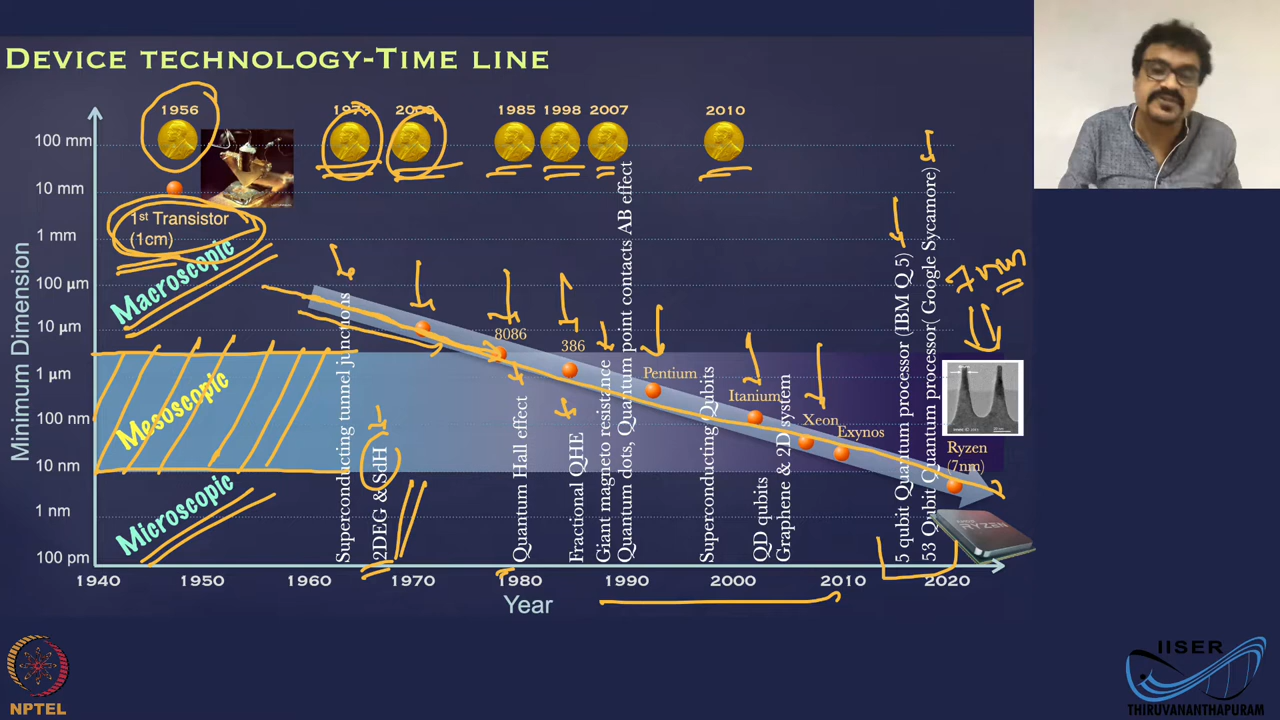 DEVICE TECHNOLOGY-TIME LINE
1956
1973
1985
1998
2007
2010
100 mm
10 mm
1 mm
100 µm
10 µm
1 µm
100 nm
10 nm
1 nm
100 pm
Minimum Dimension
1st Transistor
(1cm)
Macroscopic
Mesoscopic
Microscopic
Superconducting tunnel junctions
2DEG & SdH
Quantum Hall effect
Fractional QHE
Giant magneto resistance
Quantum dots, Quantum point contacts AB effect
Superconducting Qubits
QD qubits
Graphene & 2D system
5 qubit Quantum processor (IBM Q 5)
53 Qubit Quantum processor( Google Sycamore)
8086
386
Pentium
Itanium
Xeon
Exynos
7nm
Ryzen
(7nm)
RYZEN
1940
1950
1960
1970
1980
1990
2000
2010
2020
Year
NPTEL
IISER
THIRUVANANTHAPURAM